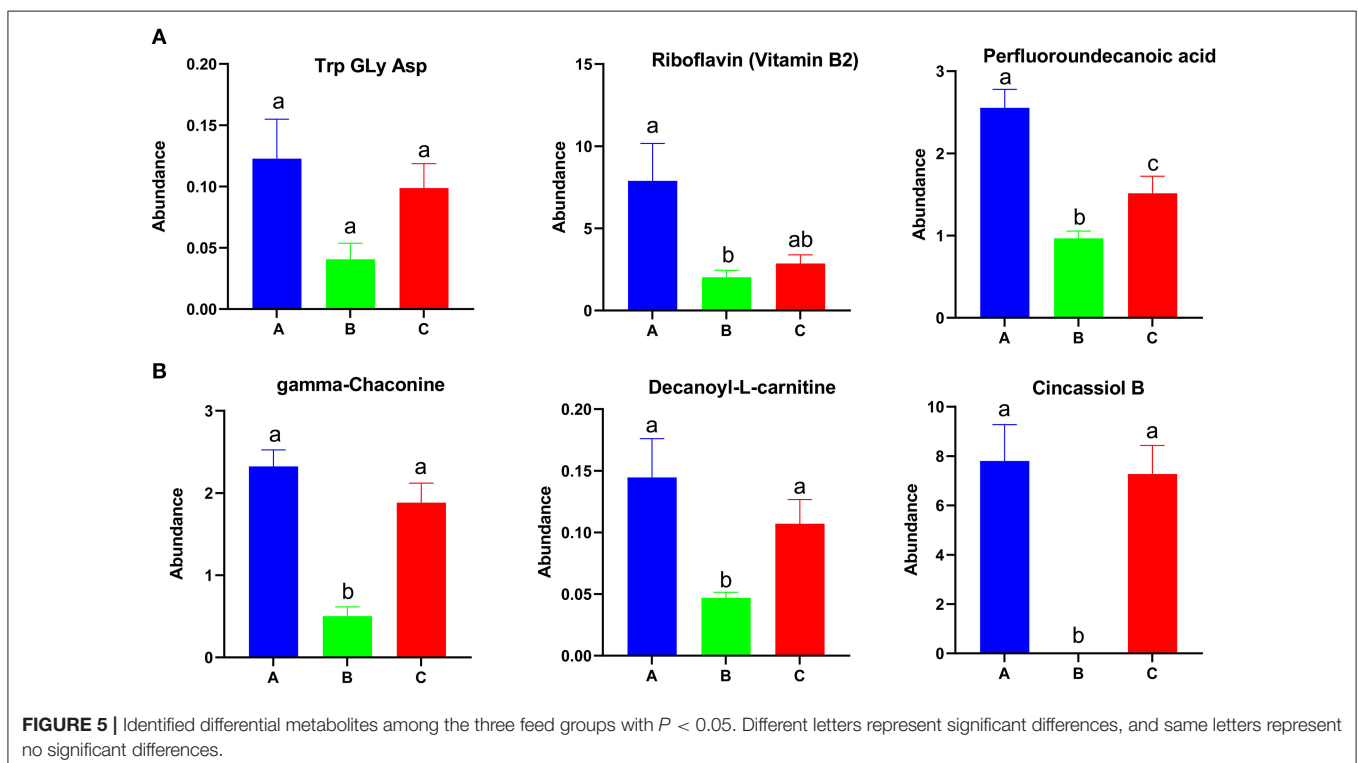 A
Trp GLy Asp
Abundance
0.20
0.15
0.10
0.05
0.00
a
a
a
A B C
Riboflavin (Vitamin B2)
Abundance
15
10
5
0
a
b
ab
A B C
Perfluoroundecanoic acid
Abundance
3
2
1
0
a
b
c
A B C
B
gamma-Chaconine
Abundance
3
2
1
0
a
b
a
A B C
Decanoyl-L-carnitine
Abundance
0.20
0.15
0.10
0.05
0.00
a
b
a
A B C
Cincassiol B
Abundance
10
8
6
4
2
0
a
b
a
A B C
FIGURE 5 | Identified differential metabolites among the three feed groups with P < 0.05. Different letters represent significant differences, and same letters represent
no significant differences.